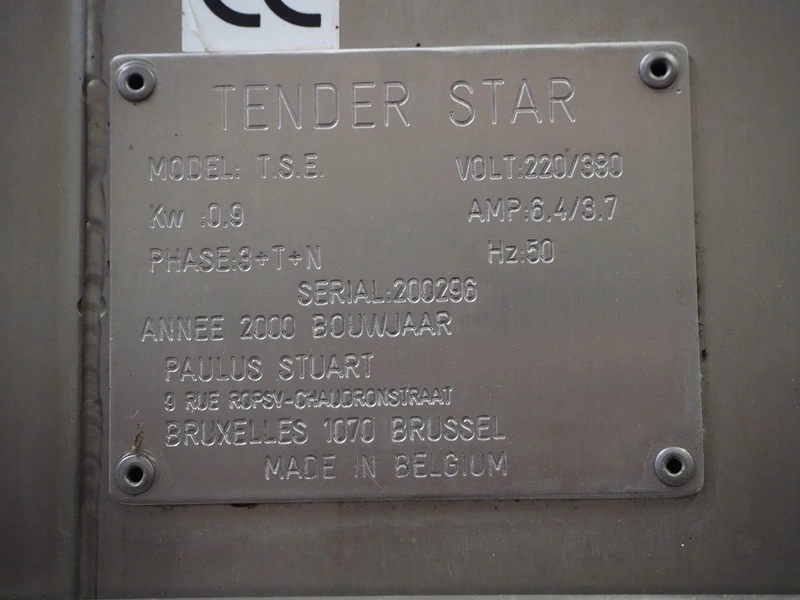 CE
TENDER STAR
MODEL: T.S.E. VOLT:220/380
Kw :0,9 AMP:6.4/3.7
PHASE:3+T+N Hz:50
SERIAL:200296
ANNEE 2000 BOUWJAAR
PAULUS STUART
9 RUE ROPSY-CHAUDRONSTRAAT
BRUXELLES 1070 BRUSSEL
MADE IN BELGIUM